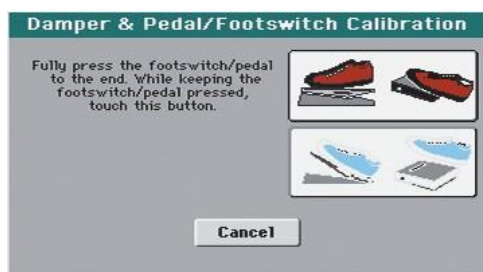 Damper & Pedal/Footswitch Calibration
Fully press the footswitch/pedal
to the end. While keeping the
footswitch/pedal pressed,
touch this button.
Cancel